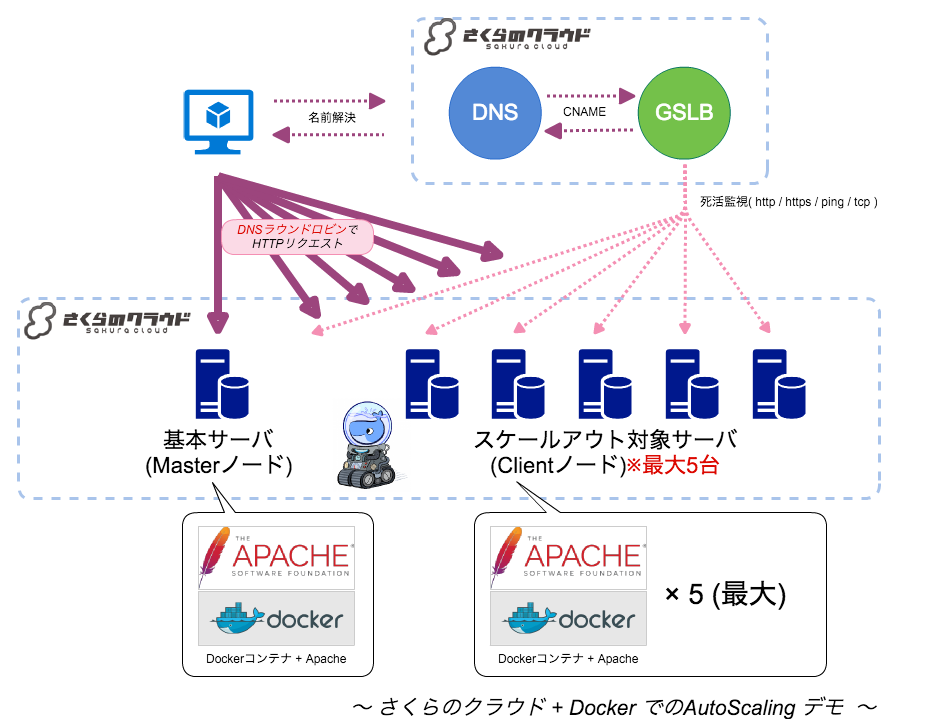 さくらのクラウド
sakura cloud
DNS
CNAME
GSLB
名前解決
死活監視( http / https / ping / tcp )
DNSラウンドロビンで
HTTPリクエスト
さくらのクラウド
sakura cloud
基本サーバ
(Masterノード)
スケールアウト対象サーバ
(Clientノード)※最大5台
THE
APACHE®
SOFTWARE FOUNDATION
docker
Dockerコンテナ + Apache
THE
APACHE®
SOFTWARE FOUNDATION
docker
Dockerコンテナ + Apache
× 5 (最大)
〜 さくらのクラウド + Docker でのAutoScaling デモ 〜